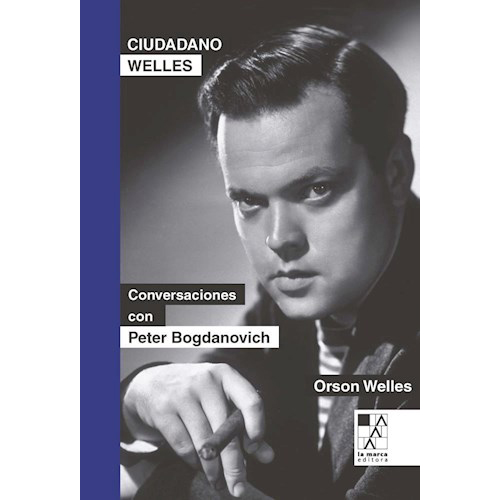 CIUDADANO
WELLES
Conversaciones
con
Peter Bogdanovich
Orson Welles
la marca
editora